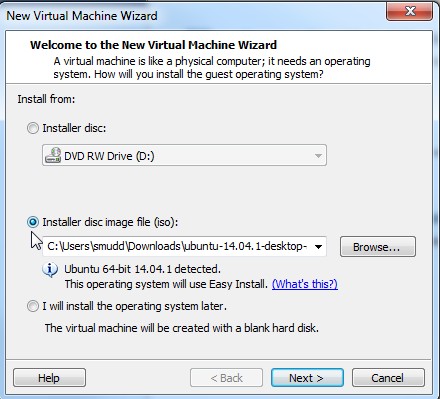 New Virtual Machine Wizard
Welcome to the New Virtual Machine Wizard
A virtual machine is like a physical computer; it needs an operating
system. How will you install the guest operating system?
Install from:
Installer disc:
DVD RW Drive (D:)
Installer disc image file (iso):
C:\Users\smudd\Downloads\ubuntu-14.04.1-desktop-
Browse...
Ubuntu 64-bit 14.04.1 detected.
This operating system will use Easy Install. (What's this?)
I will install the operating system later.
The virtual machine will be created with a blank hard disk.
Help < Back Next > Cancel